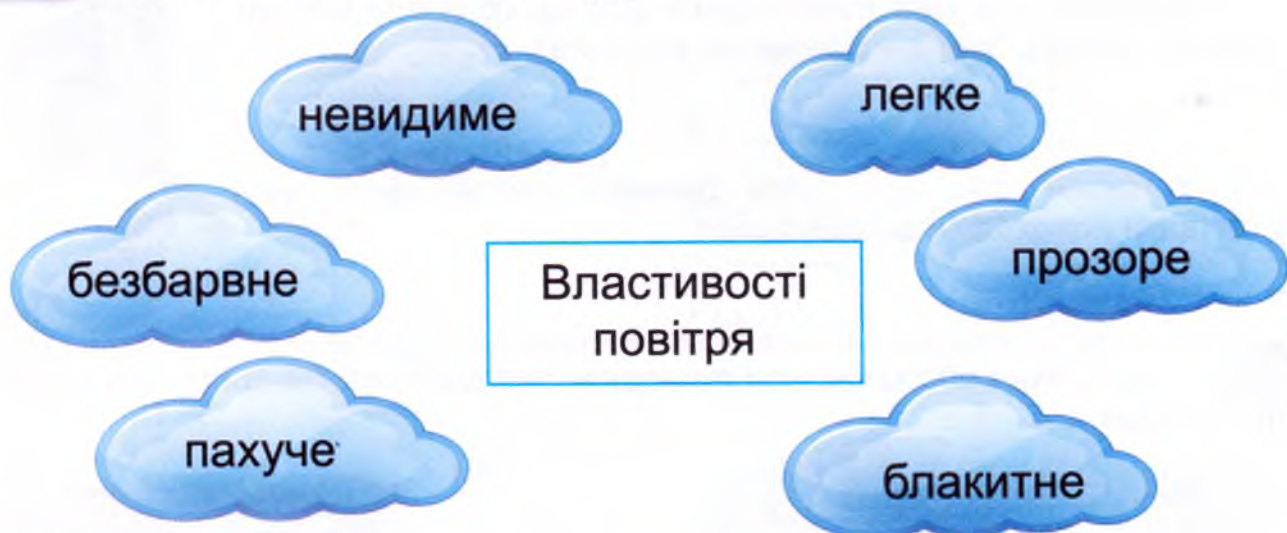 невидиме
легке
безбарвне
прозоре
Властивості
повітря
пахуче
блакитне